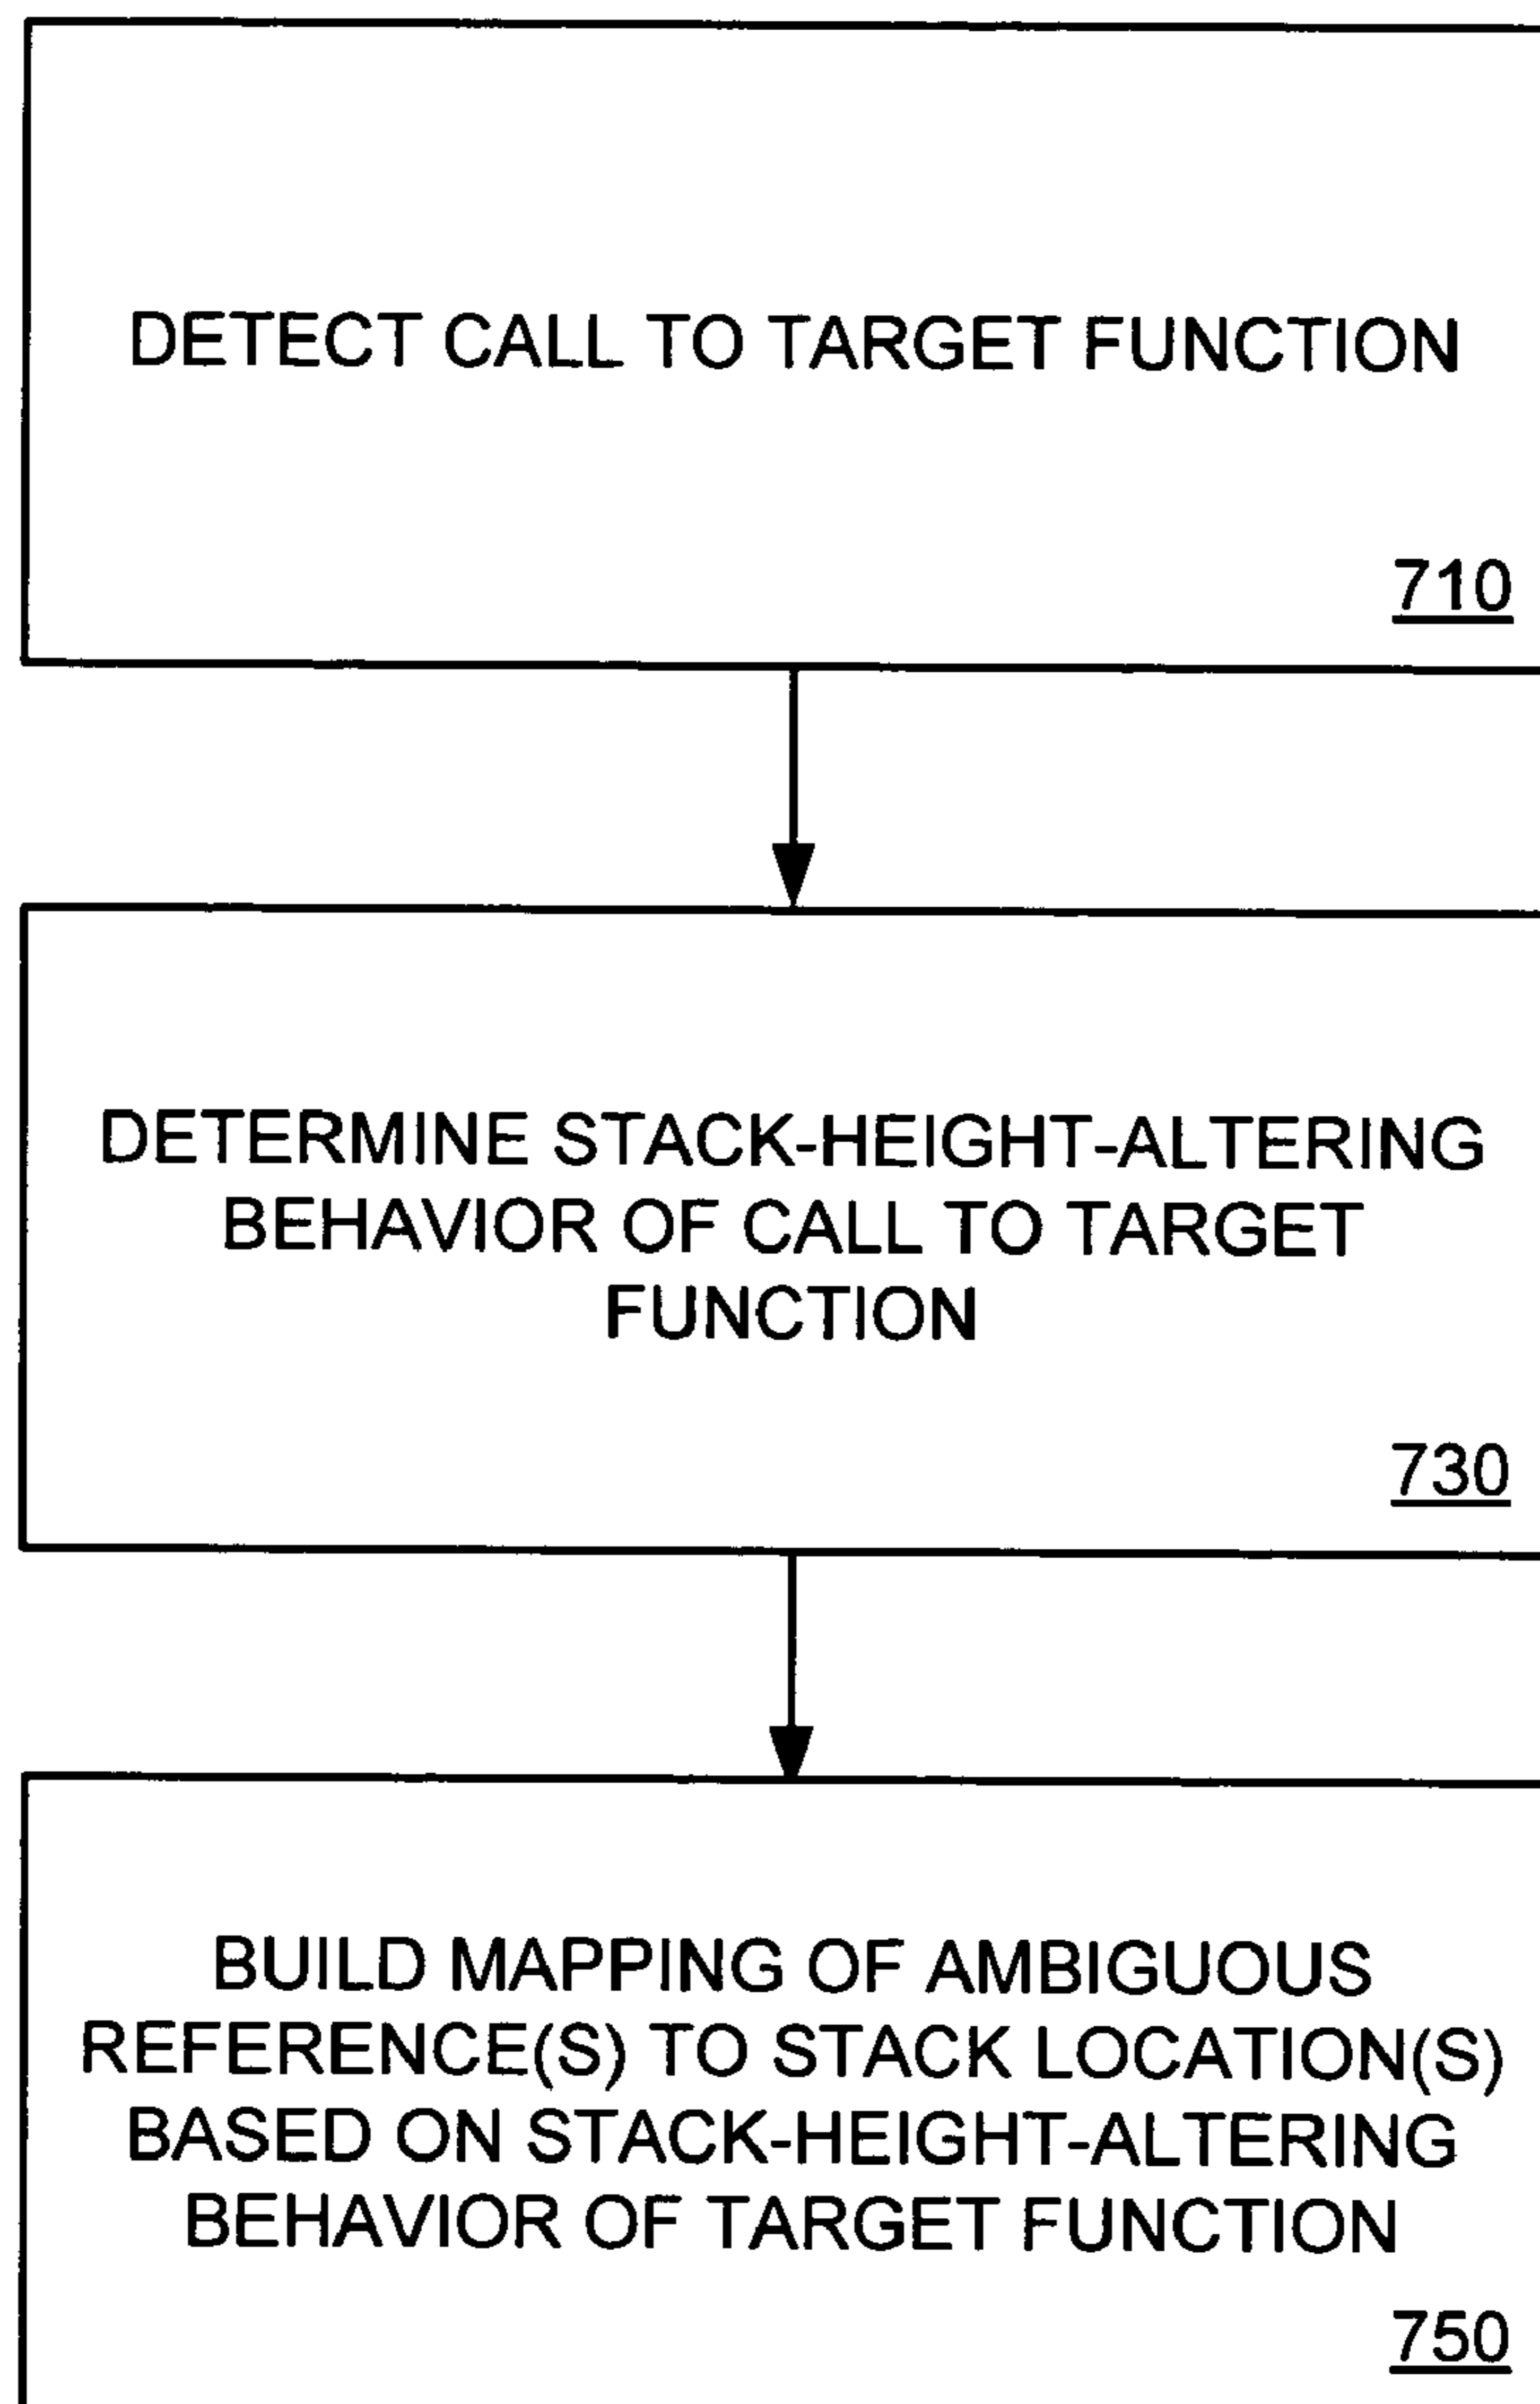 DETECT CALL TO TARGET FUNCTION
710
DETERMINE STACK-HEIGHT-ALTERING
BEHAVIOR OF CALL TO TARGET
FUNCTION
730
BUILD MAPPING OF AMBIGUOUS
REFERENCE(S) TO STACK LOCATION(S)
BASED ON STACK-HEIGHT-ALTERING
BEHAVIOR OF TARGET FUNCTION
750